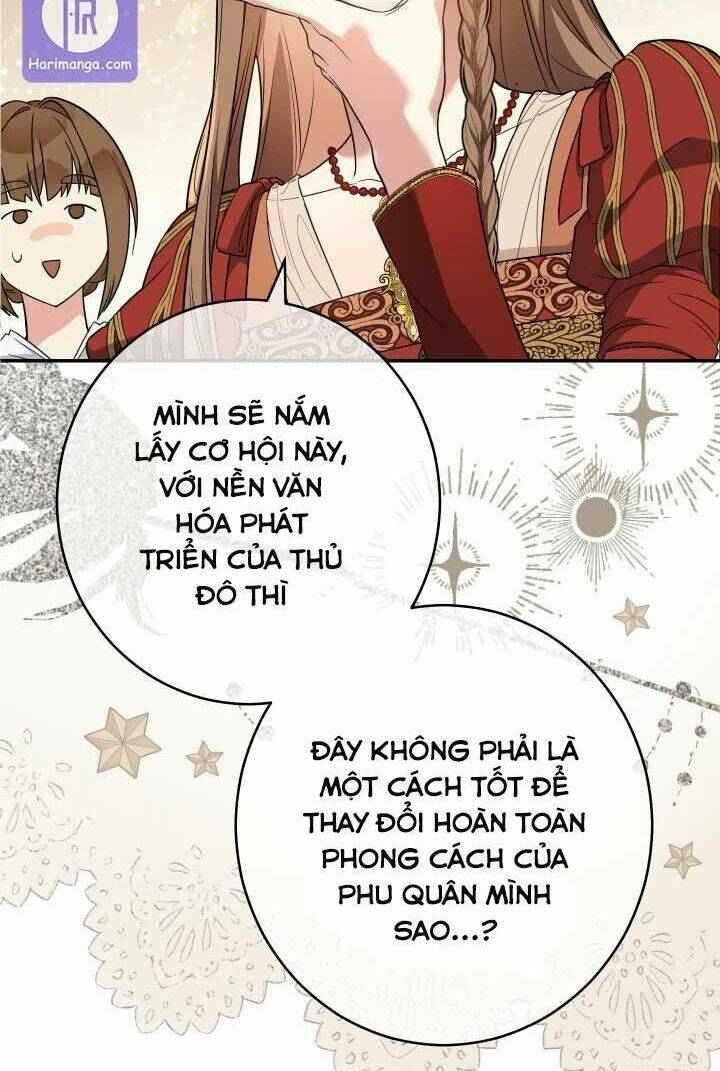 HR
Harimanga.com
MÌNH SẼ NẮM
LẤY CƠ HỘI NÀY,
VỚI NỀN VĂN
HÓA PHÁT
TRIỂN CỦA THỦ
ĐÔ THÌ
ĐÂY KHÔNG PHẢI LÀ
MỘT CÁCH TỐT ĐỂ
THAY ĐỔI HOÀN TOÀN
PHONG CÁCH CỦA
PHU QUÂN MÌNH
SAO...?